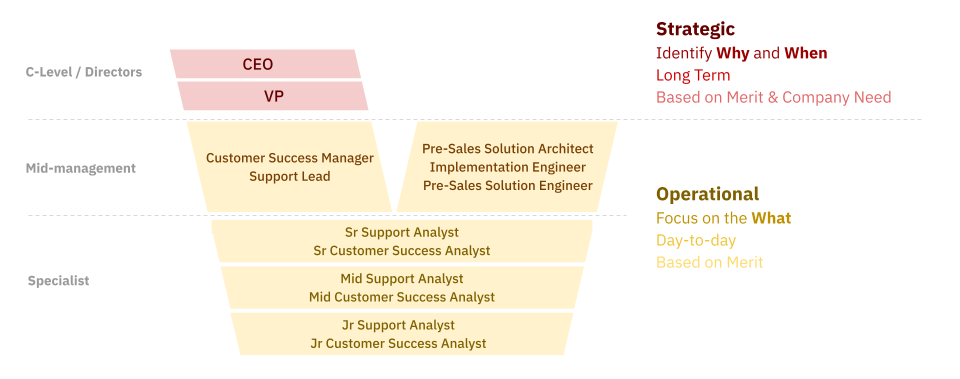 Strategic
Identify Why and When
Long Term
Based on Merit & Company Need
C-Level / Directors
CEO
VP
Mid-management
Customer Success Manager
Support Lead
Pre-Sales Solution Architect
Implementation Engineer
Pre-Sales Solution Engineer
Operational
Focus on the What
Day-to-day
Based on Merit
Specialist
Sr Support Analyst
Sr Customer Success Analyst
Mid Support Analyst
Mid Customer Success Analyst
Jr Support Analyst
Jr Customer Success Analyst